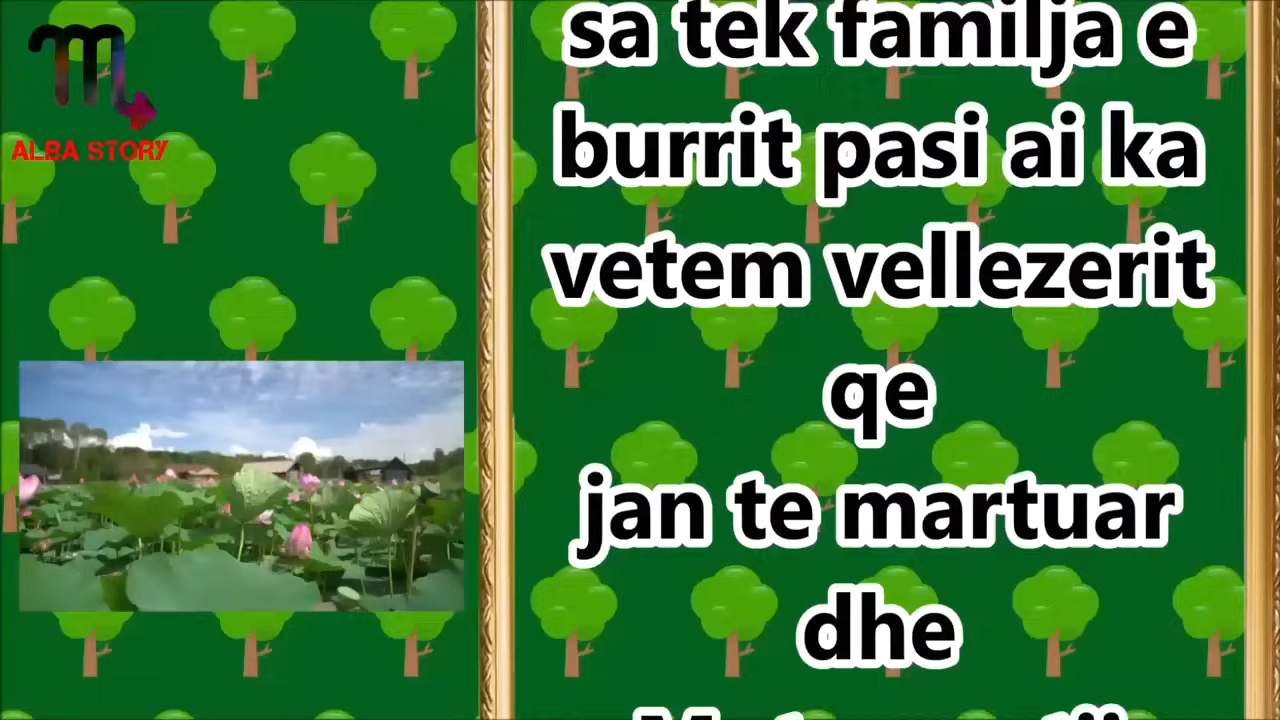 ALBA STORY
sa tek familja e
burrit pasi ai ka
vetem vellezerit
qe
jan te martuar
dhe